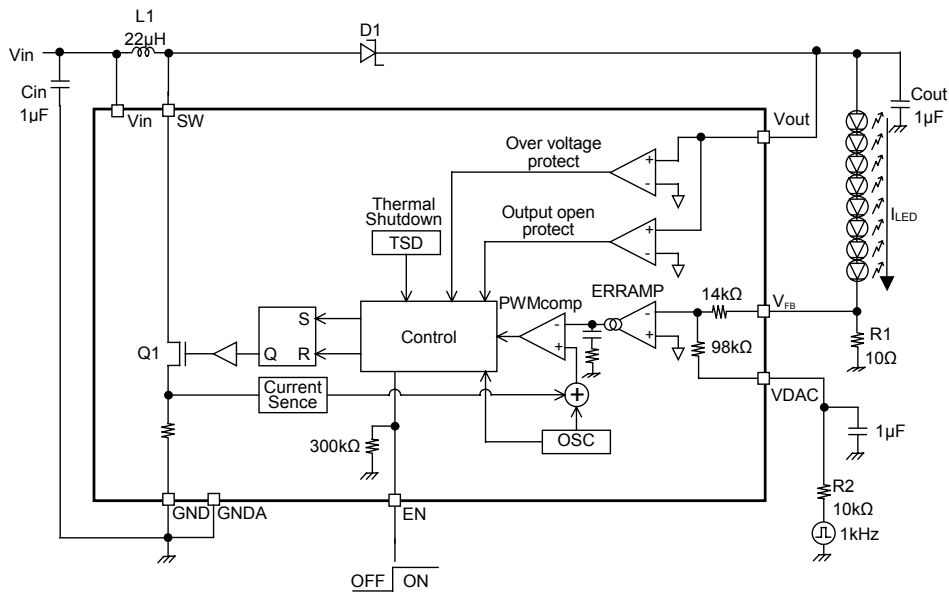 L1
22μH
D1
Vin
Cin
1μF
Vin
SW
Vout
Cout
1μF
Over voltage
protect
+
-
Thermal
Shutdown
TSD
Output open
protect
+
-
ILED
PWMcomp
ERRAMP
14kΩ
VFB
S
Control
-
+
-
+
98kΩ
R1
10Ω
Q1
Q
R
Current
Sence
+
VDAC
300kΩ
OSC
1μF
R2
10kΩ
GND
GNDA
EN
1kHz
OFF
ON